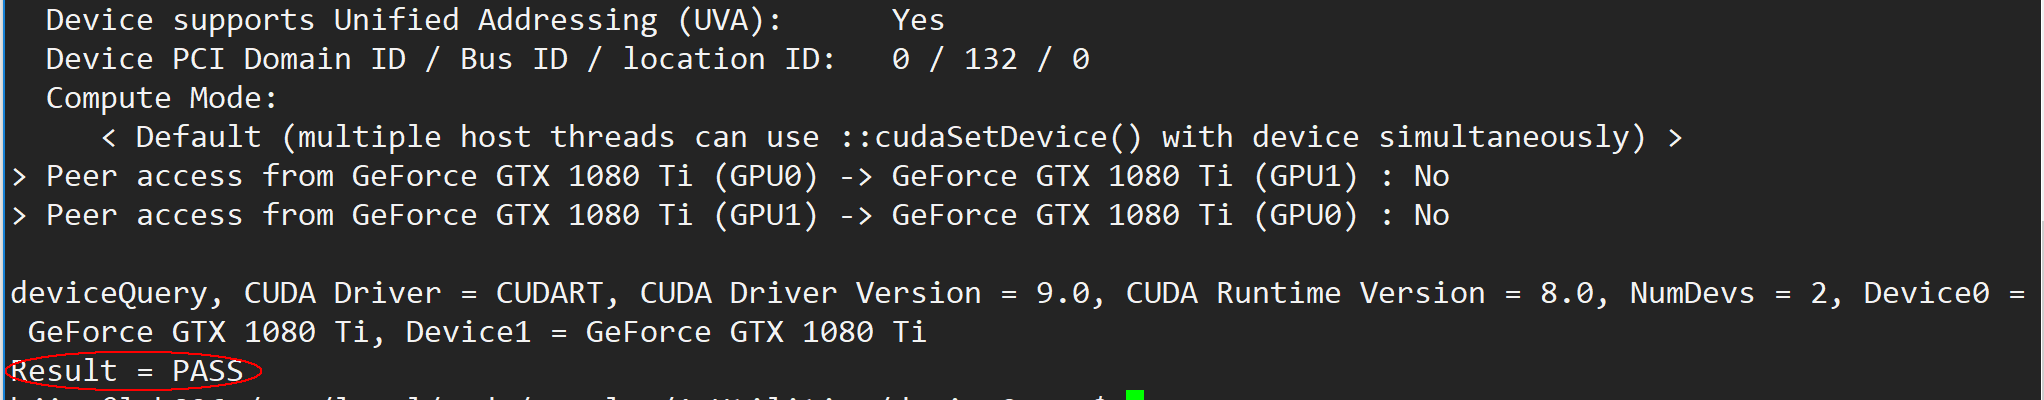 Device supports Unified Addressing (UVA): Yes
Device PCI Domain ID / Bus ID / location ID: 0 / 132 / 0
Compute Mode:
< Default (multiple host threads can use ::cudaSetDevice() with device simultaneously) >
> Peer access from GeForce GTX 1080 Ti (GPU0) -> GeForce GTX 1080 Ti (GPU1) : No
> Peer access from GeForce GTX 1080 Ti (GPU1) -> GeForce GTX 1080 Ti (GPU0) : No
deviceQuery, CUDA Driver = CUDART, CUDA Driver Version = 9.0, CUDA Runtime Version = 8.0, NumDevs = 2, Device0 =
GeForce GTX 1080 Ti, Device1 = GeForce GTX 1080 Ti
Result = PASS